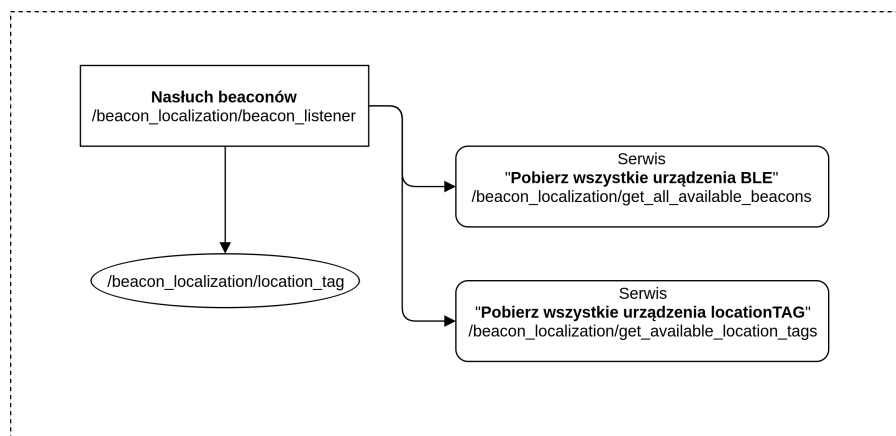 Nasłuch beaconów
/beacon_localization/beacon_listener
Serwis
"Pobierz wszystkie urządzenia BLE"
/beacon_localization/get_all_available_beacons
/beacon_localization/location_tag
Serwis
"Pobierz wszystkie urządzenia locationTAG"
/beacon_localization/get_available_location_tags